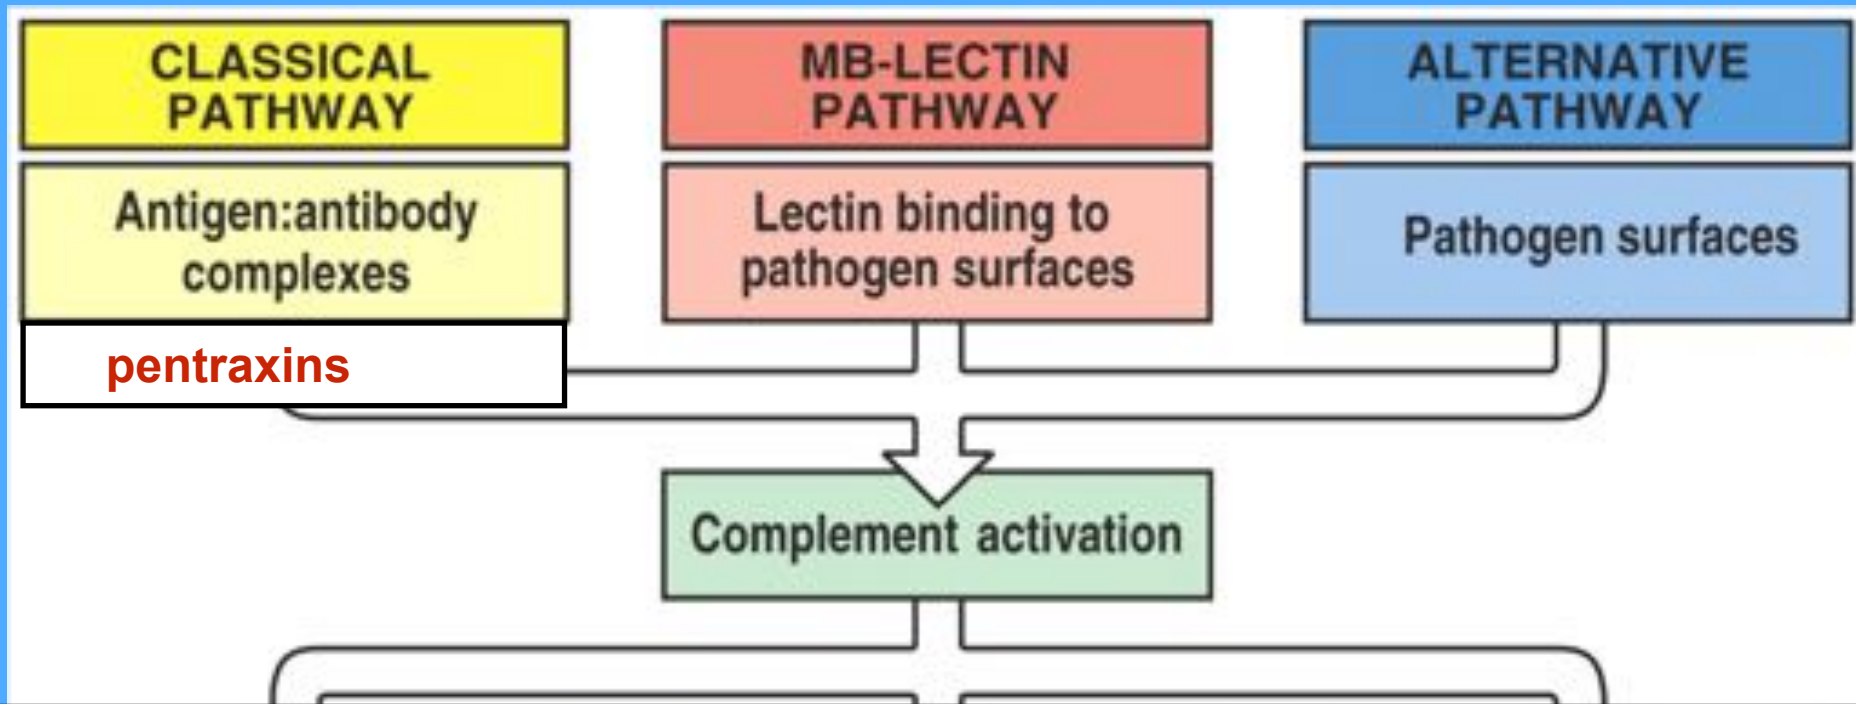 CLASSICAL
PATHWAY
Antigen:antibody
complexes
pentraxins
MB-LECTIN
PATHWAY
Lectin binding to
pathogen surfaces
ALTERNATIVE
PATHWAY
Pathogen surfaces
Complement activation